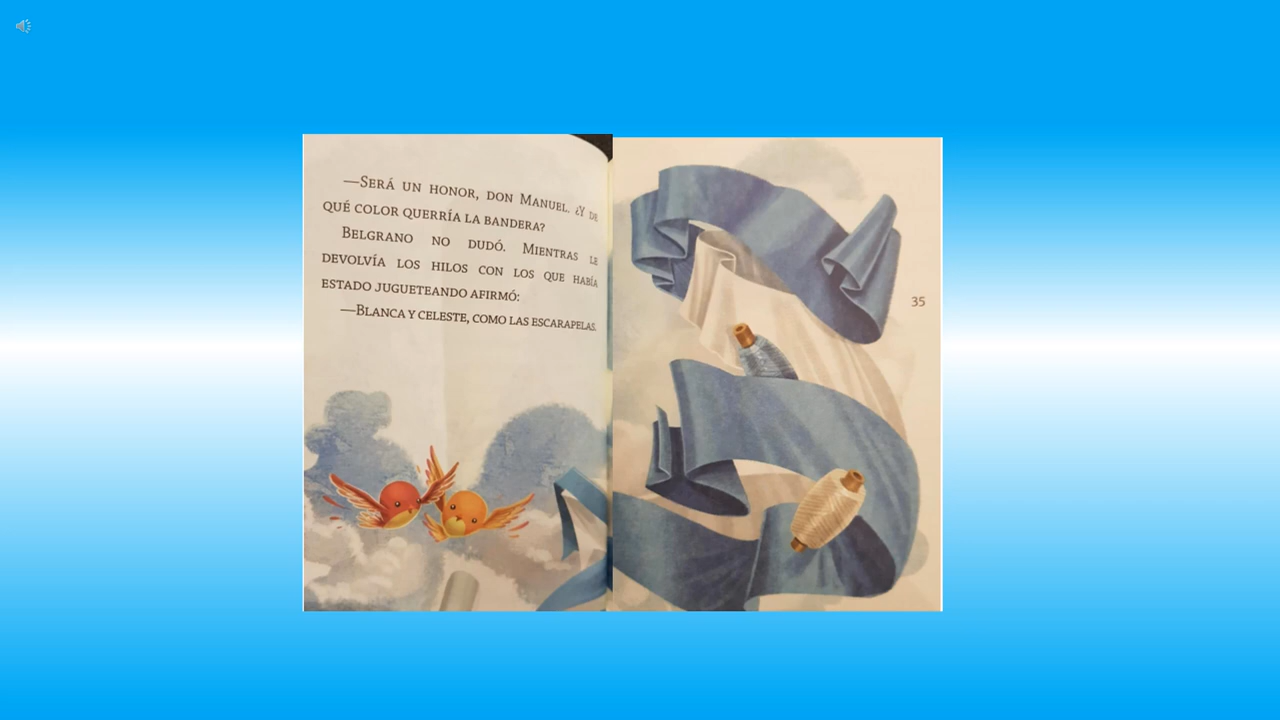 —SERÁ UN HONOR, DON MANUEL. ¿Y DE
QUÉ COLOR QUERRÍA LA BANDERA?
BELGRANO NO DUDÓ. MIENTRAS LE
DEVOLVÍA LOS HILOS CON LOS QUE HABÍA
ESTADO JUGUETEANDO AFIRMÓ:
—BLANCA Y CELESTE, COMO LAS ESCARAPELAS.
35